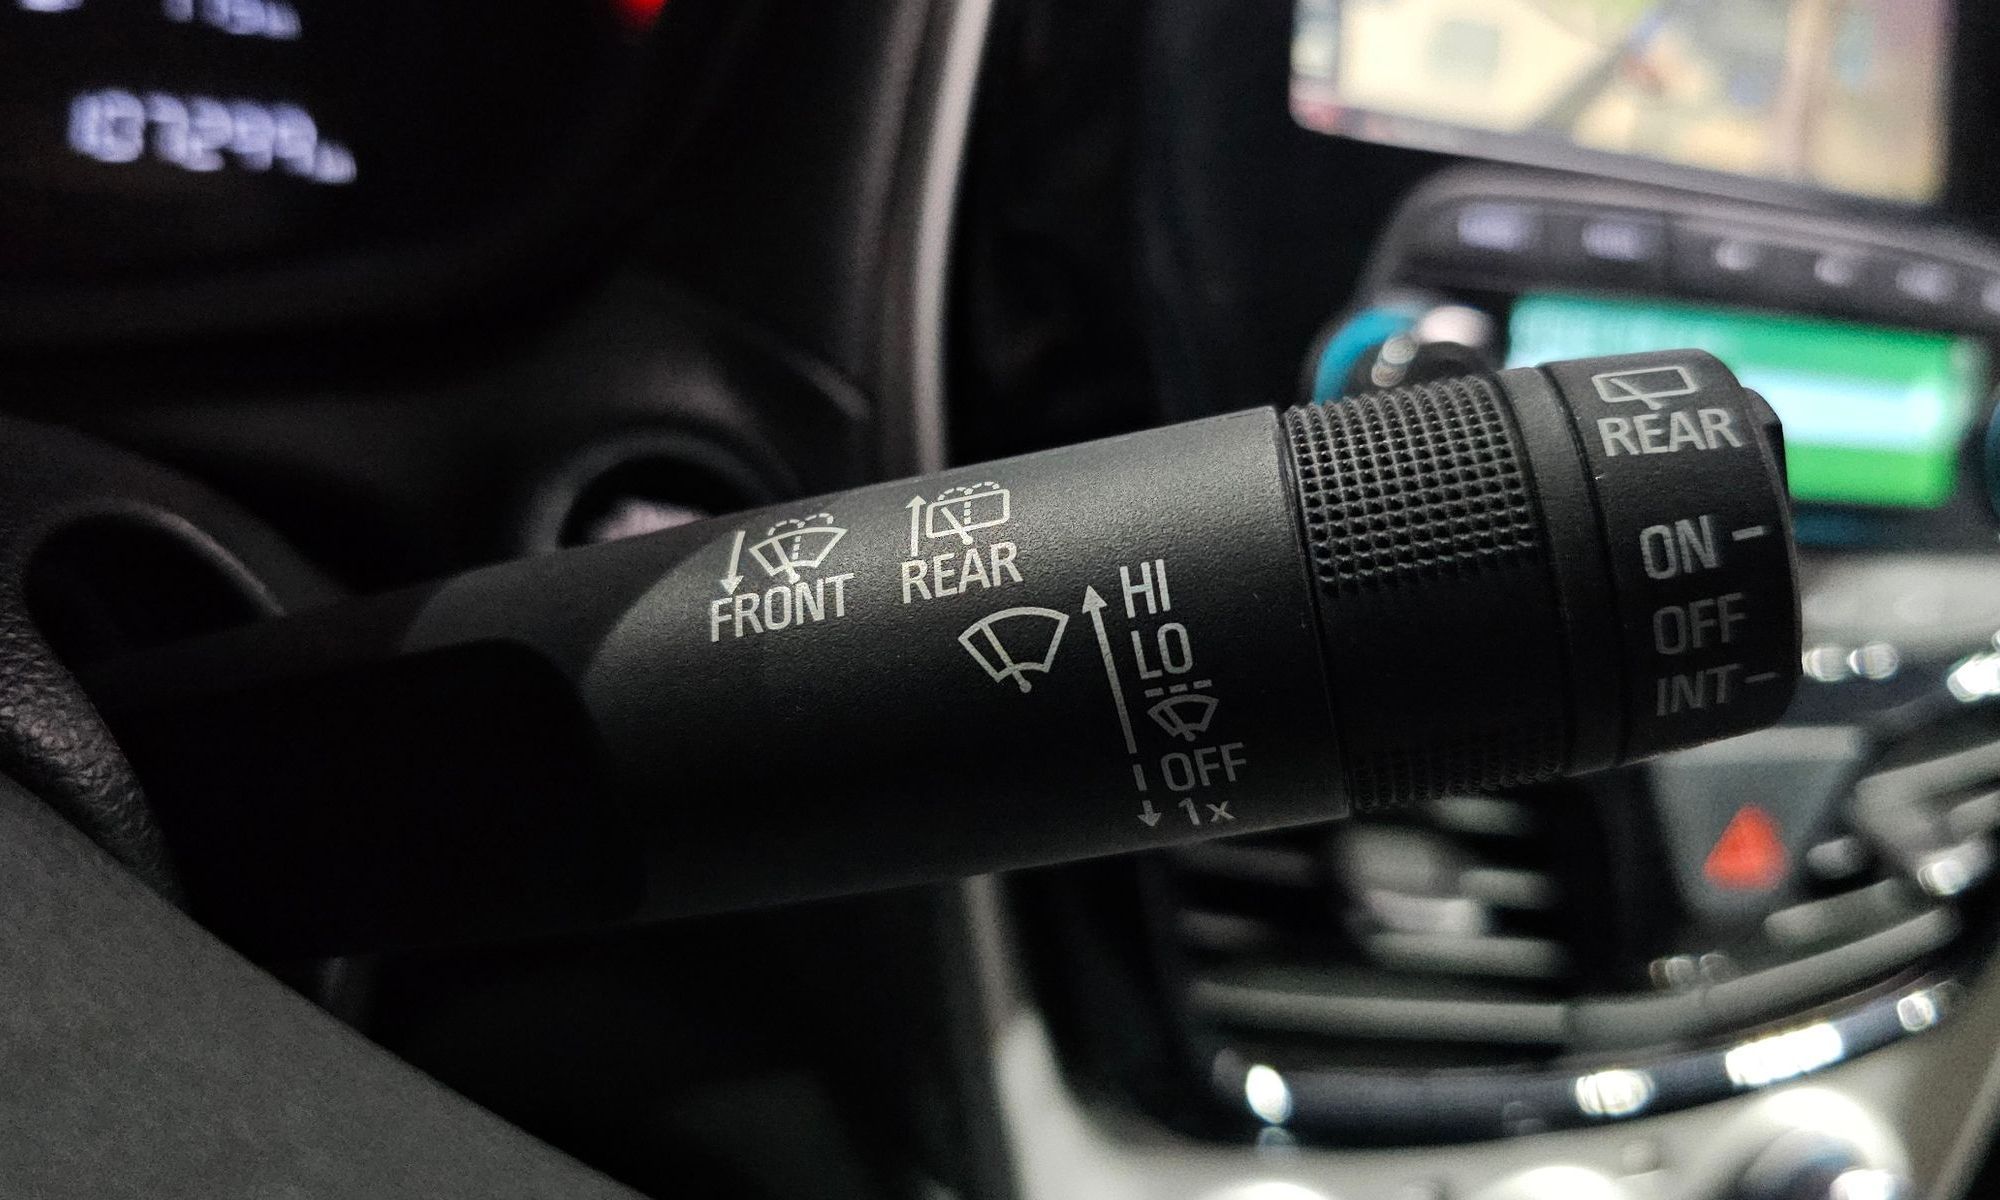 FRONT
REAR
HI
LO
OFF
1x
REAR
ON
OFF
INT